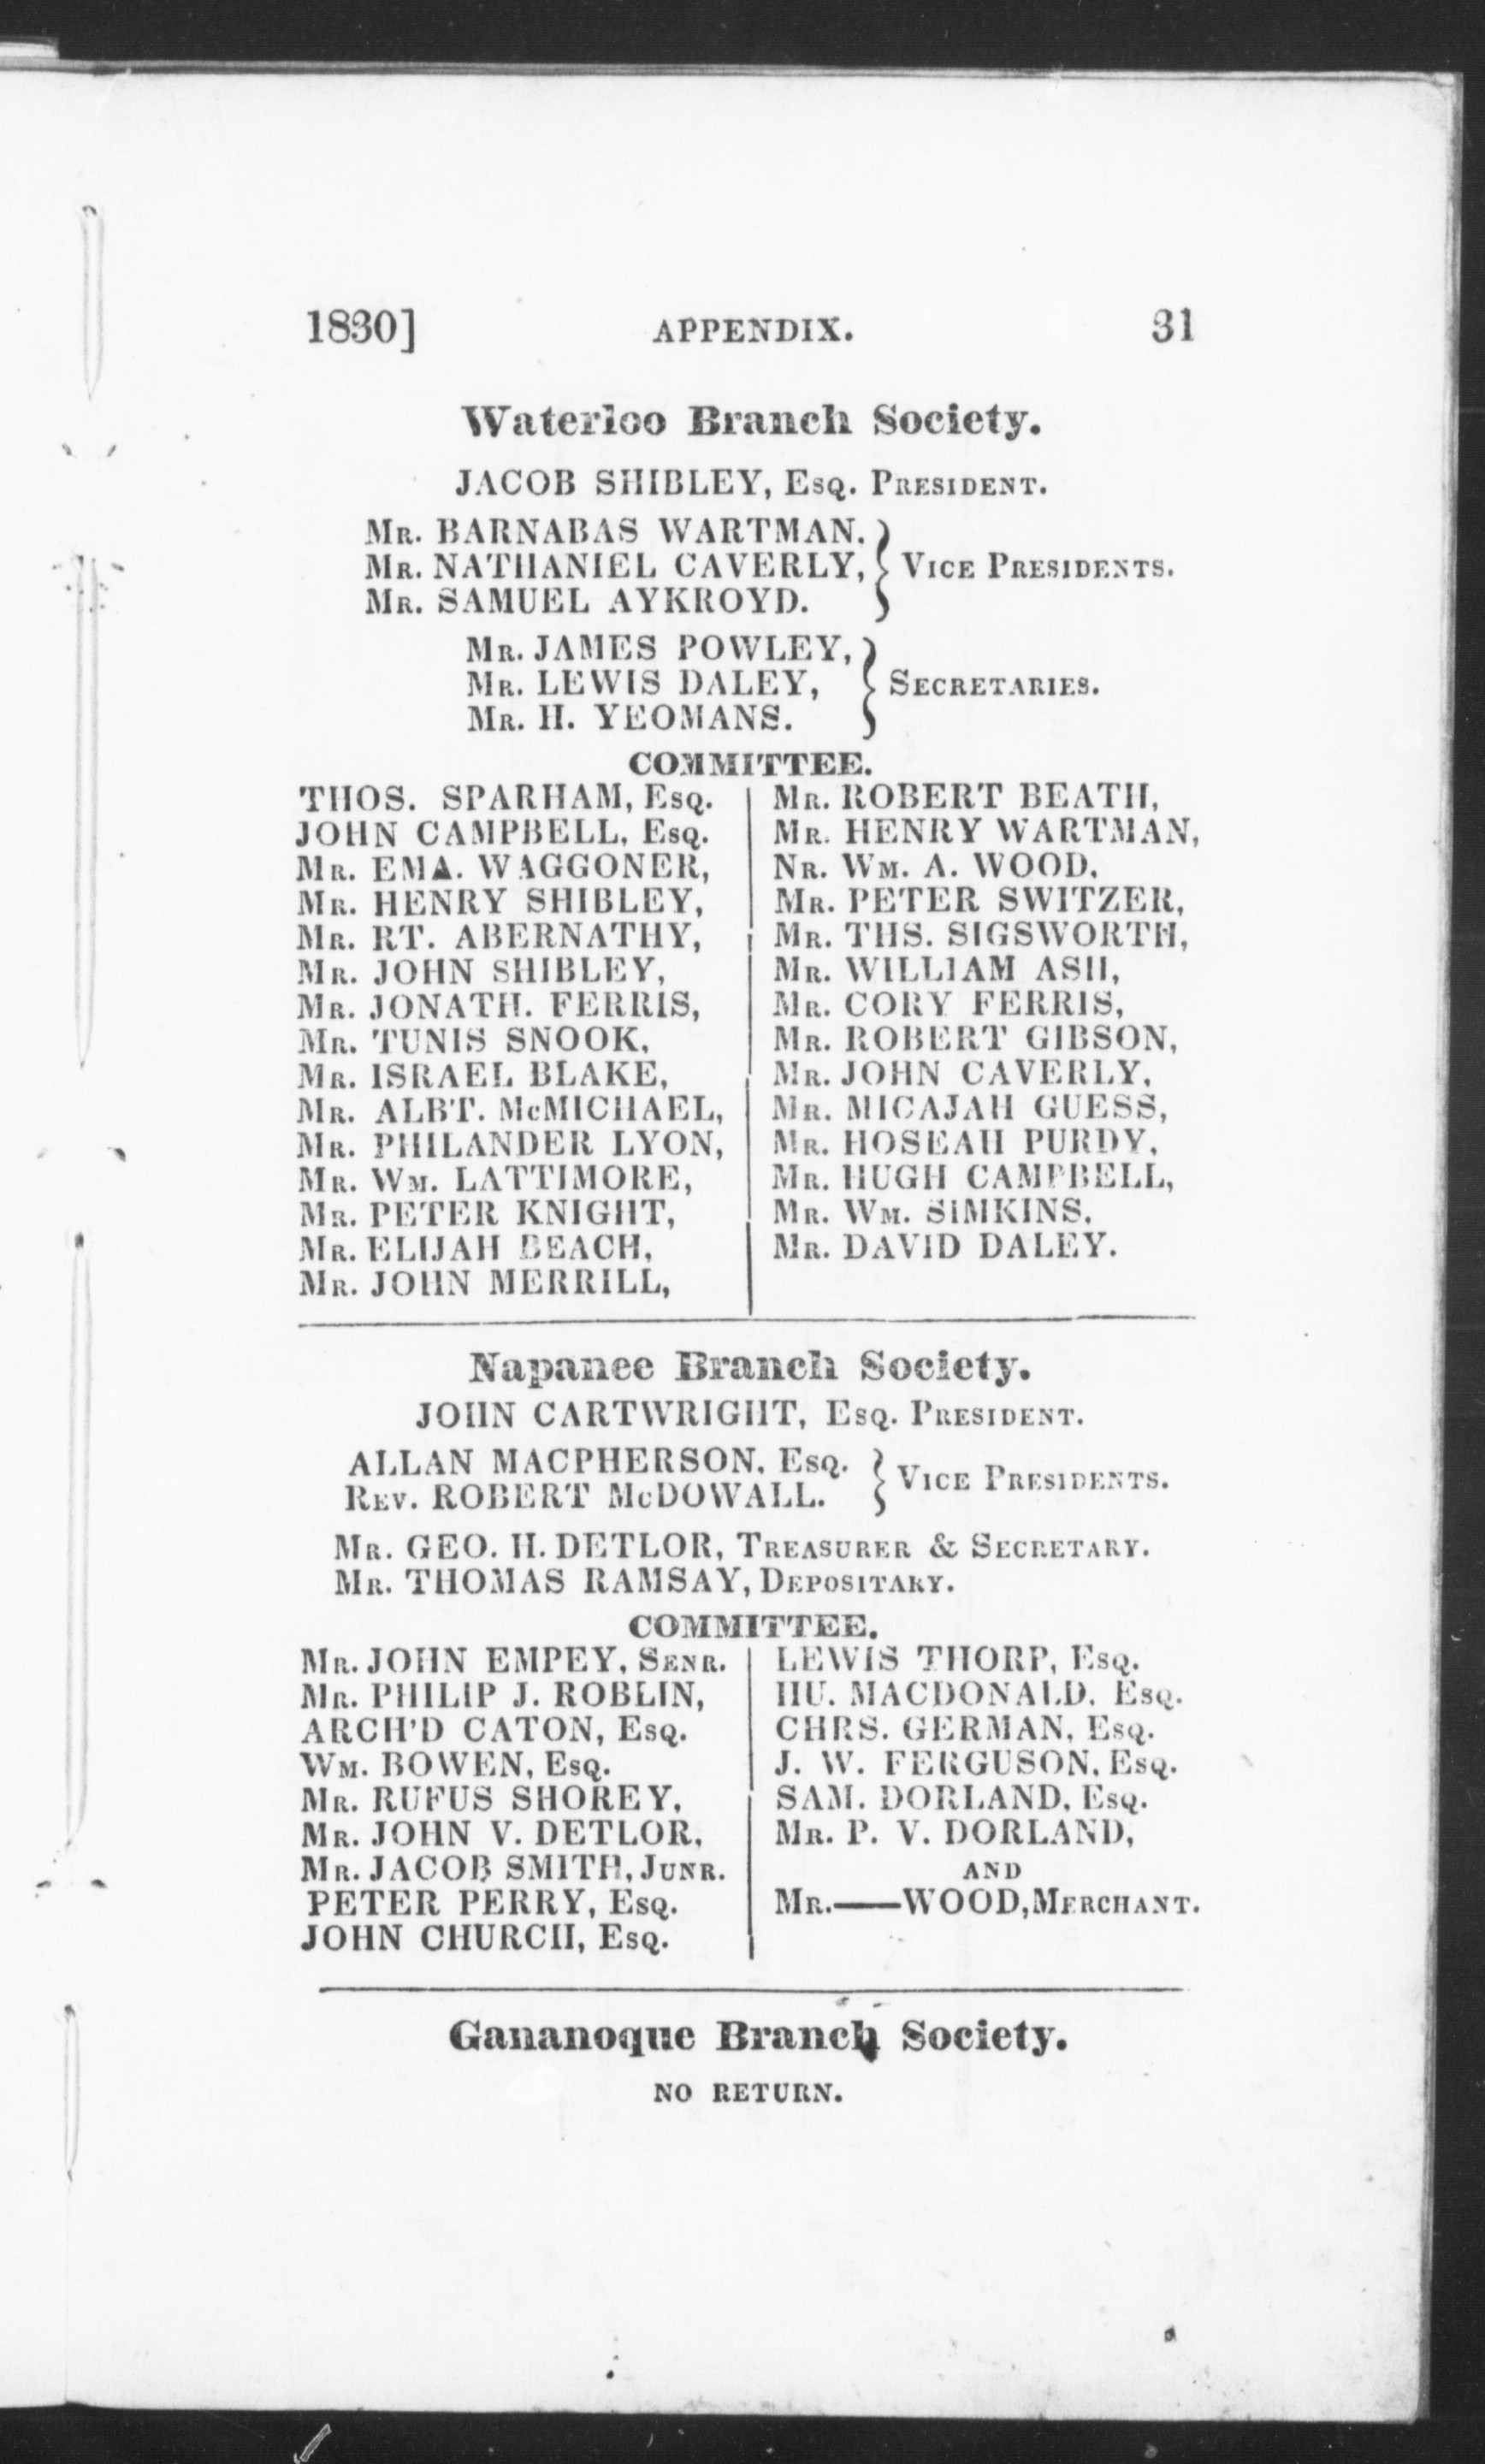 1830] APPENDIX. 31
Waterloo Branch Society.
JACOB SHIBLEY, Esq. President.
Mr. BARNABAS WARTMAN,
Mr. NATHANIEL CAVERLY,
Mr. SAMUEL AYKROYD.
} Vice Presidents.
Mr. JAMES POWLEY,
Mr. LEWIS DALEY,
Mr. H. YEOMANS.
} Secretaries.
COMMITTEE.
THOS. SPARHAM, Esq.
JOHN CAMPBELL, Esq.
Mr. EMA. WAGGONER,
Mr. HENRY SHIBLEY,
Mr. RT. ABERNATHY,
Mr. JOHN SHIBLEY,
Mr. JONATH. FERRIS,
Mr. TUNIS SNOOK,
Mr. ISRAEL BLAKE,
Mr. ALBT. McMICHAEL,
Mr. PHILANDER LYON,
Mr. Wm. LATTIMORE,
Mr. PETER KNIGHT,
Mr. ELIJAH BEACH,
Mr. JOHN MERRILL,
Mr. ROBERT BEATH,
Mr. HENRY WARTMAN,
Nr. Wm. A. WOOD,
Mr. PETER SWITZER,
Mr. THS. SIGSWORTH,
Mr. WILLIAM ASH,
Mr. CORY FERRIS,
Mr. ROBERT GIBSON,
Mr. JOHN CAVERLY,
Mr. MICAJAH GUESS,
Mr. HOSEAH PURDY,
Mr. HUGH CAMPBELL,
Mr. Wm. SIMKINS,
Mr. DAVID DALEY.
Napanee Branch Society.
JOHN CARTWRIGHT, Esq. President.
ALLAN MACPHERSON, Esq.
Rev. ROBERT McDOWALL.
} Vice Presidents.
Mr. GEO. H. DETLOR, Treasurer & Secretary.
Mr. THOMAS RAMSAY, Depositary.
COMMITTEE.
Mr. JOHN EMPEY, Senr.
Mr. PHILIP J. ROBLIN,
ARCH'D CATON, Esq.
Wm. BOWEN, Esq.
Mr. RUFUS SHOREY,
Mr. JOHN V. DETLOR,
Mr. JACOB SMITH, Junr.
PETER PERRY, Esq.
JOHN CHURCH, Esq.
LEWIS THORP, Esq.
HU. MACDONALD, Esq.
CHRS. GERMAN, Esq.
J. W. FERGUSON, Esq.
SAM. DORLAND, Esq.
Mr. P. V. DORLAND,
AND
Mr.——WOOD, Merchant.
Gananoque Branch Society.
NO RETURN.